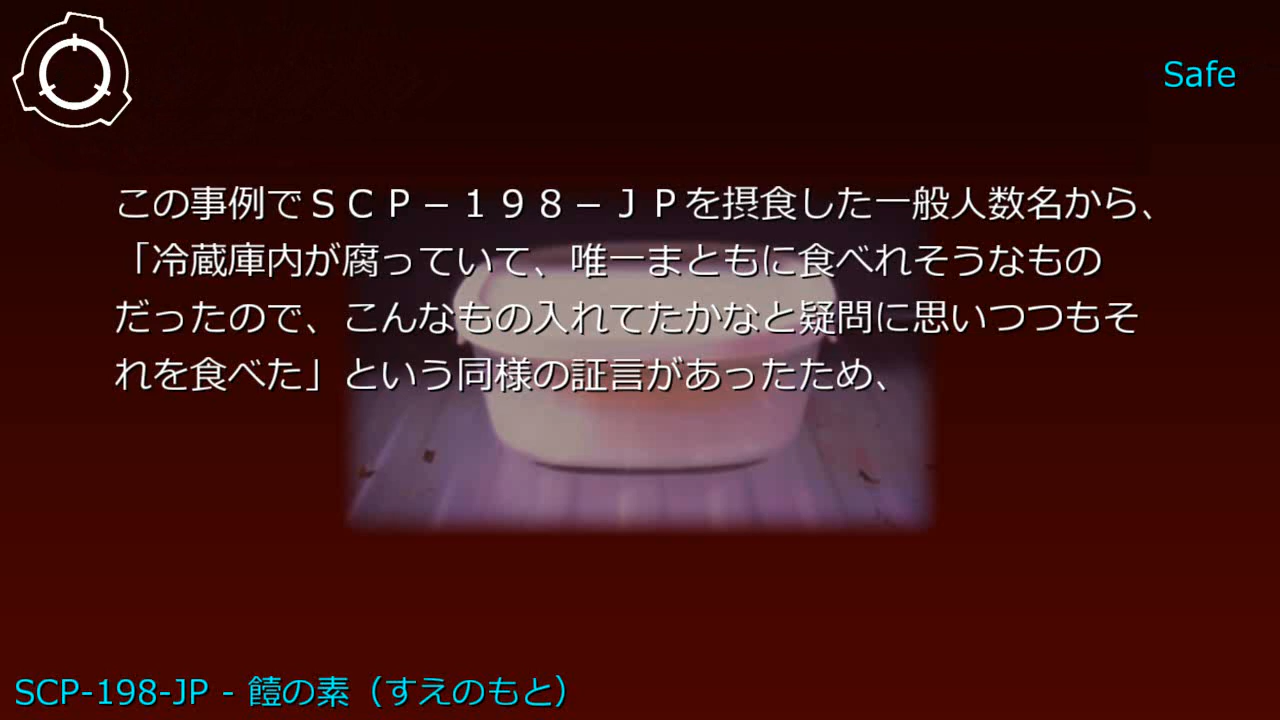 Safe
この事例でＳＣＰ－１９８－ＪＰを摂食した一般人数名から、
「冷蔵庫内が腐っていて、唯一まともに食べれそうなもの
だったので、こんなもの入れてたかなと疑問に思いつつもそ
れを食べた」という同様の証言があったため、
SCP-198-JP - 饐の素（すえのもと）